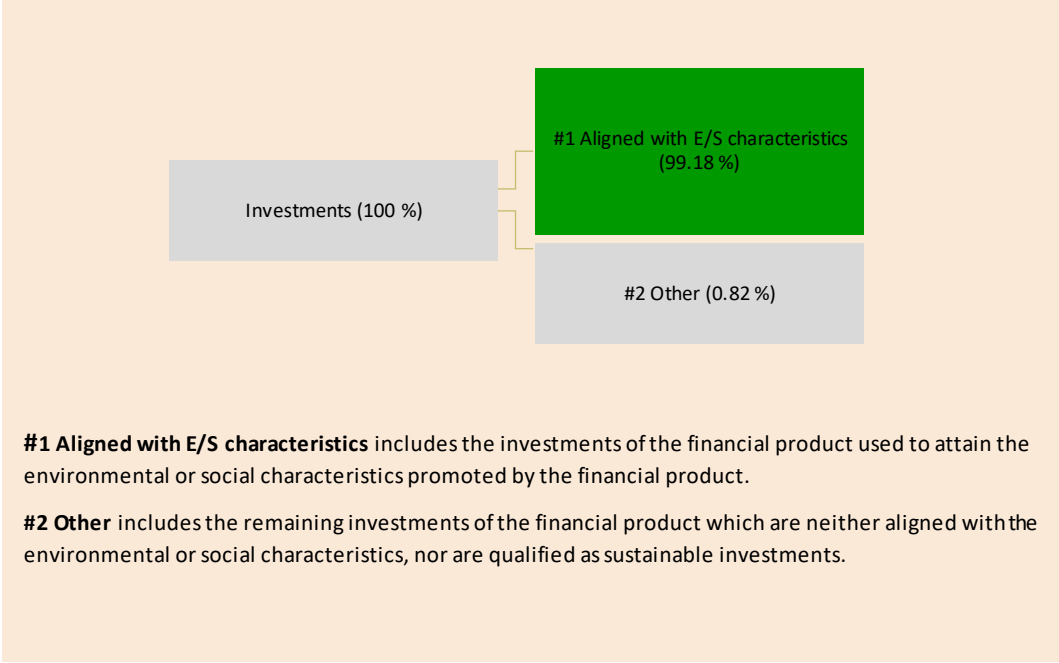 #1 Aligned with E/S characteristics
(99.18 %)
Investments (100 %)
#2 Other (0.82 %)
#1 Aligned with E/S characteristics includes the investments of the financial product used to attain the
environmental or social characteristics promoted by the financial product.
#2 Other includes the remaining investments of the financial product which are neither aligned with the
environmental or social characteristics, nor are qualified as sustainable investments.